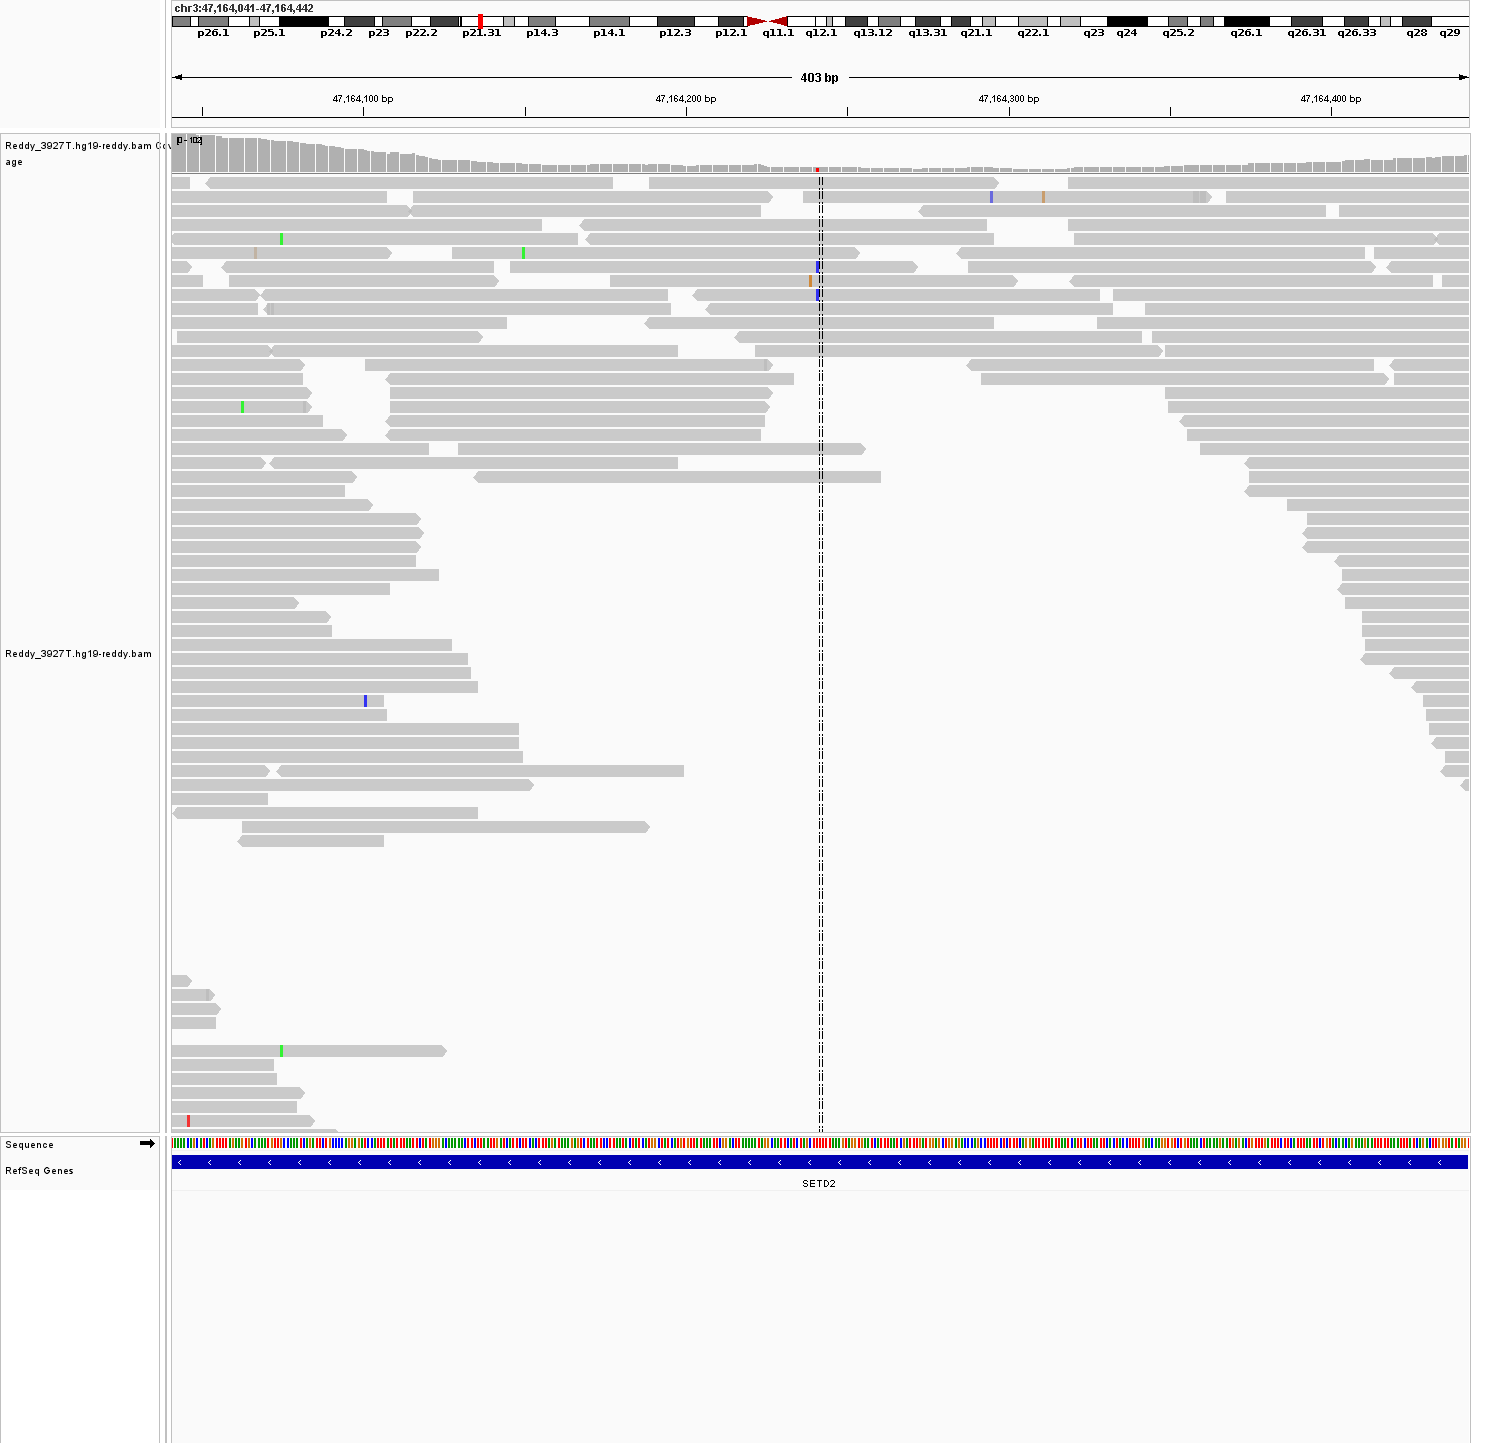 chr3:47,164,041-47,164,442
p26.1 p25.1 p24.2 p23 p22.2 p21.31 p14.3 p14.1 p12.3 p12.1 q11.1 q12.1 q13.12 q13.31 q21.1 q22.1 q23 q24 q25.2 q26.1 q26.31 q26.33 q28 q29
403 bp
47,164,100 bp 47,164,200 bp 47,164,300 bp 47,164,400 bp
[0 - 102]
Reddy_3927T.hg19-reddy.bam Cov
age
Reddy_3927T.hg19-reddy.bam
Sequence
RefSeq Genes
SETD2